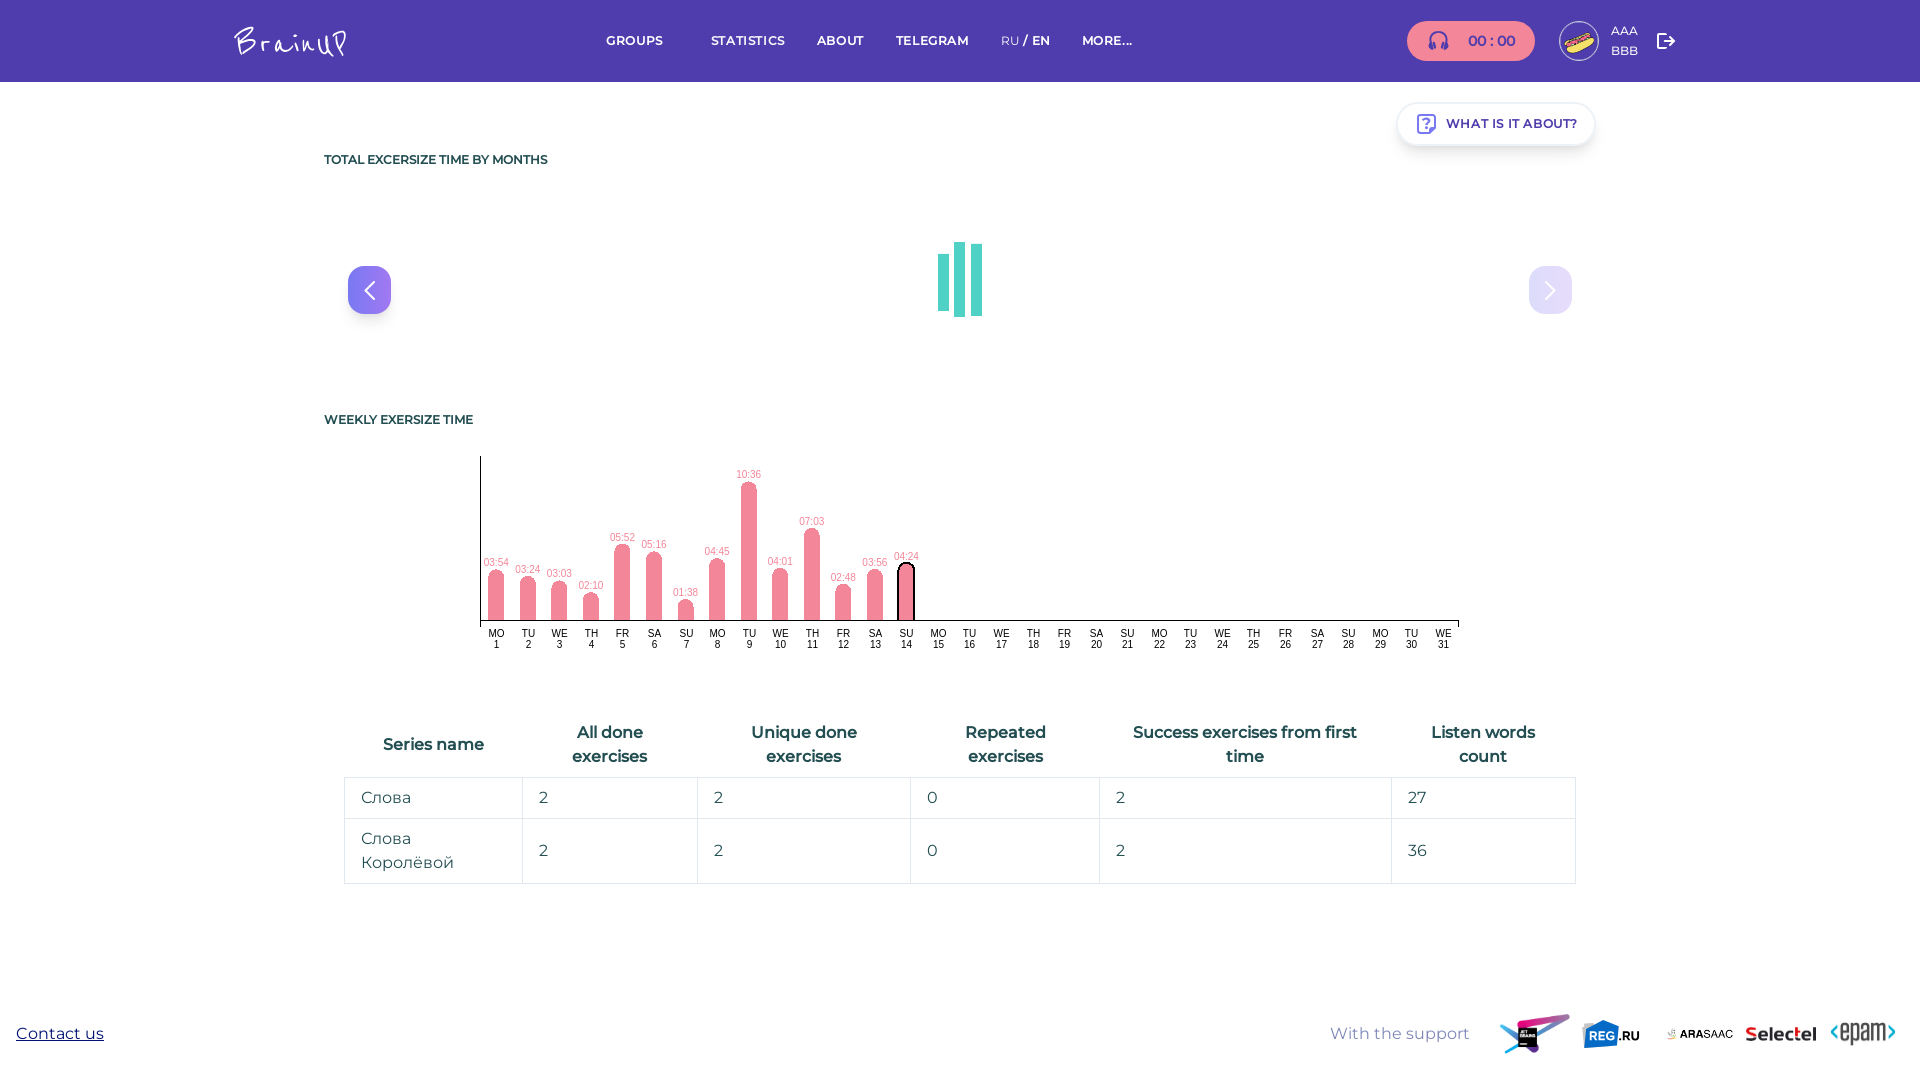 BrainUP
GROUPS
STATISTICS
ABOUT
TELEGRAM
RU / EN
MORE...
00 : 00
AAA
BBB
WHAT IS IT ABOUT?
TOTAL EXCERSIZE TIME BY MONTHS
WEEKLY EXERSIZE TIME
03:54 03:24 03:03 02:10 05:52 05:16 01:38 04:45 10:36 04:01 07:03 02:48 03:56 04:24
MO TU WE TH FR SA SU MO TU WE TH FR SA SU MO TU WE TH FR SA SU MO TU WE TH FR SA SU MO TU WE
1 2 3 4 5 6 7 8 9 10 11 12 13 14 15 16 17 18 19 20 21 22 23 24 25 26 27 28 29 30 31
Series name
All done
exercises
Unique done
exercises
Repeated
exercises
Success exercises from first
time
Listen words
count
Слова 2 2 0 2 27
Слова
Королёвой
2 2 0 2 36
Contact us
With the support
JET
BRAINS
REG.RU
ARASAAC
Selectel
<epam>